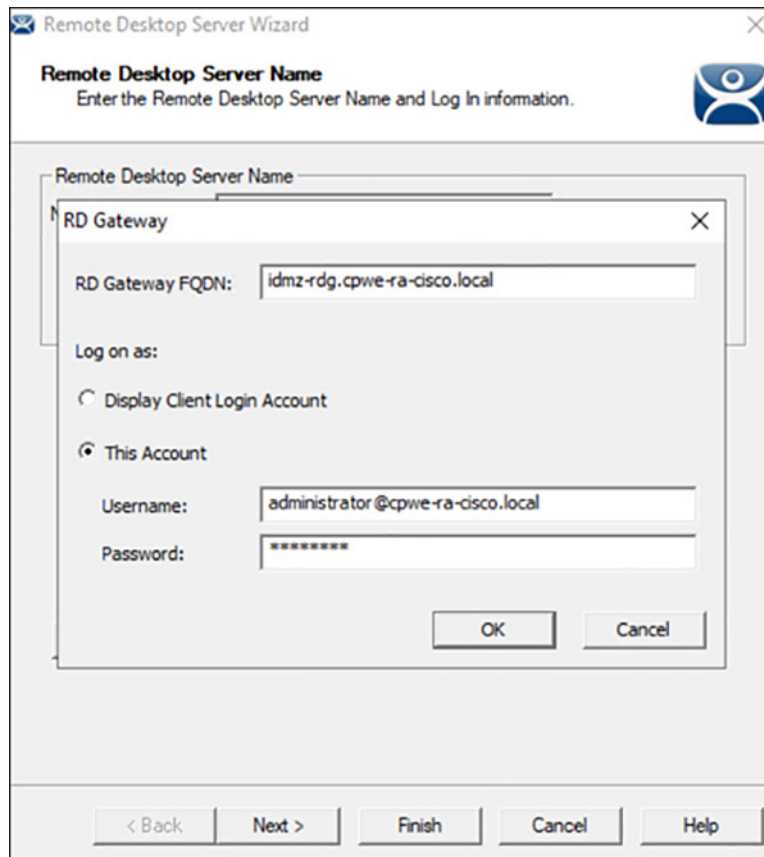 Remote Desktop Server Wizard
Remote Desktop Server Name
Enter the Remote Desktop Server Name and Log In information.
Remote Desktop Server Name
RD Gateway
RD Gateway FQDN: idmz-rdg.cpwe-ra-cisco.local
Log on as:
Display Client Login Account
This Account
Username: administrator@cpwe-ra-cisco.local
Password: ********
OK Cancel
< Back Next > Finish Cancel Help